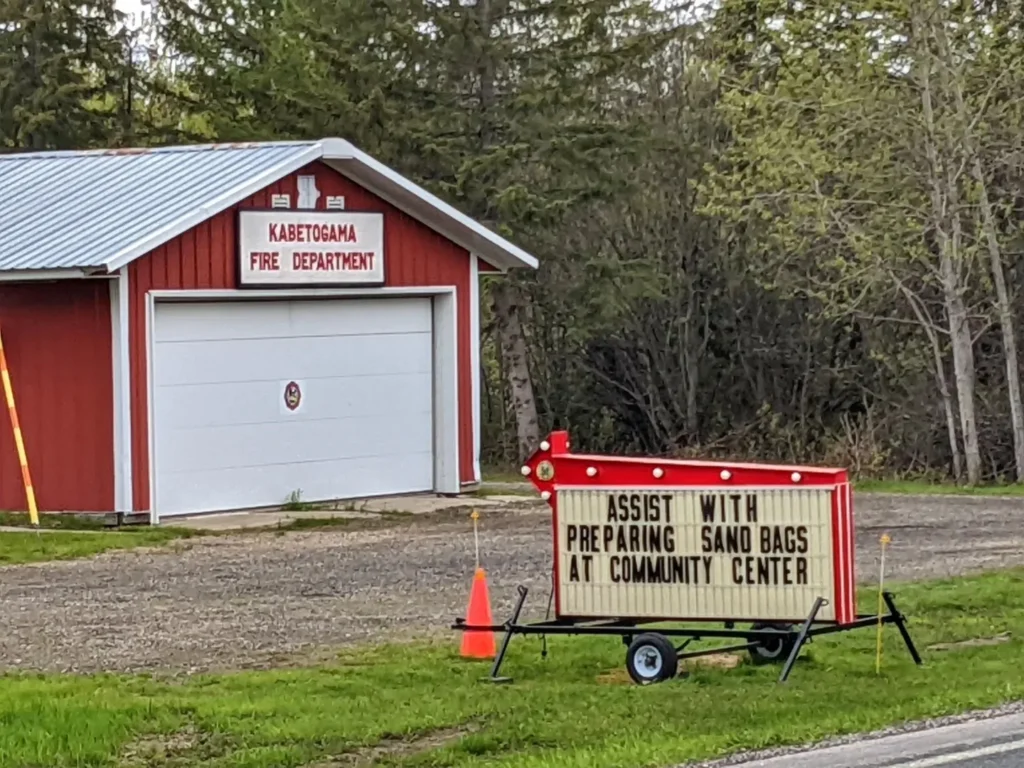 KABETOGAMA
FIRE DEPARTMENT
ASSIST WITH
PREPARING SAND BAGS
AT COMMUNITY CENTER